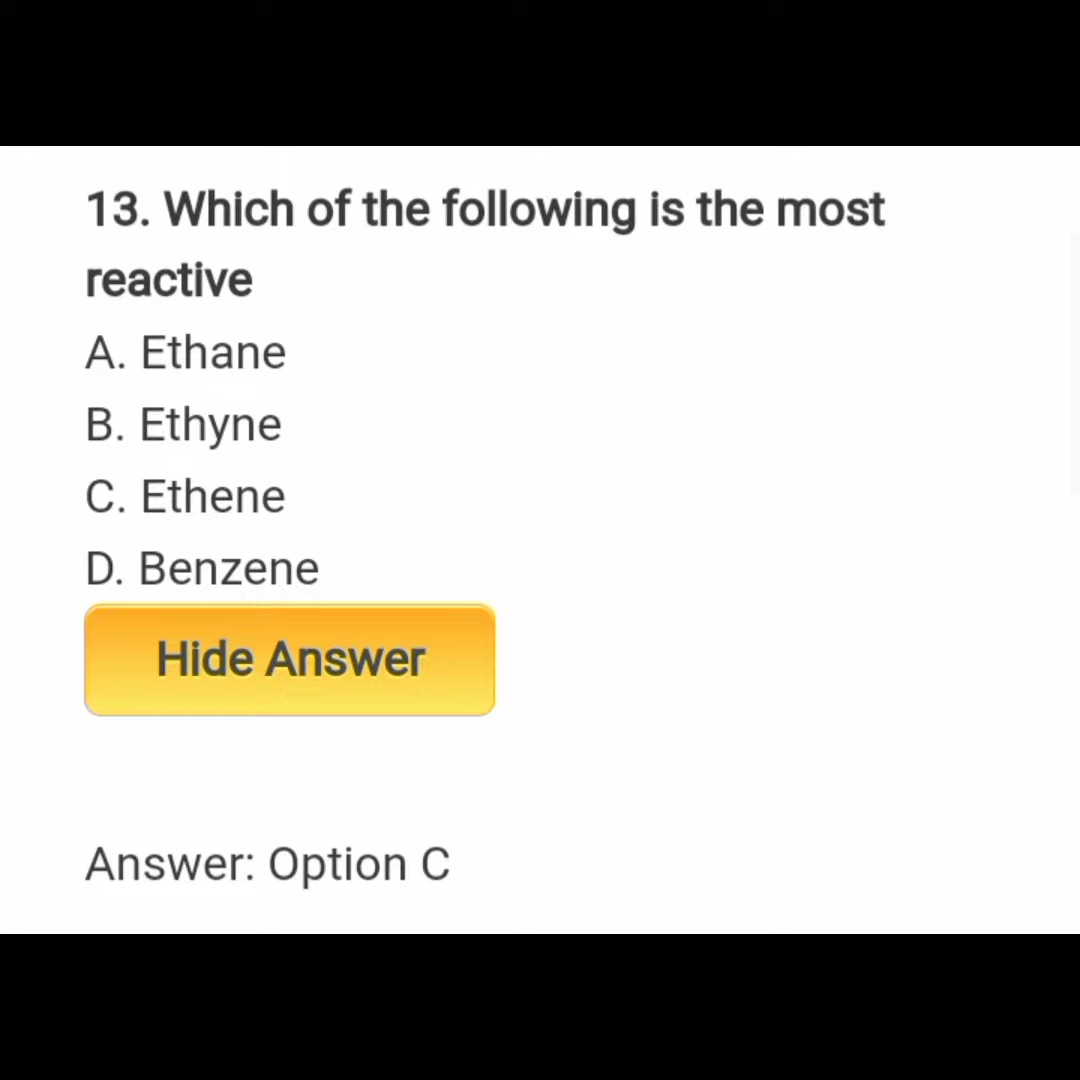 13. Which of the following is the most
reactive
A. Ethane
B. Ethyne
C. Ethene
D. Benzene
Hide Answer
Answer: Option C